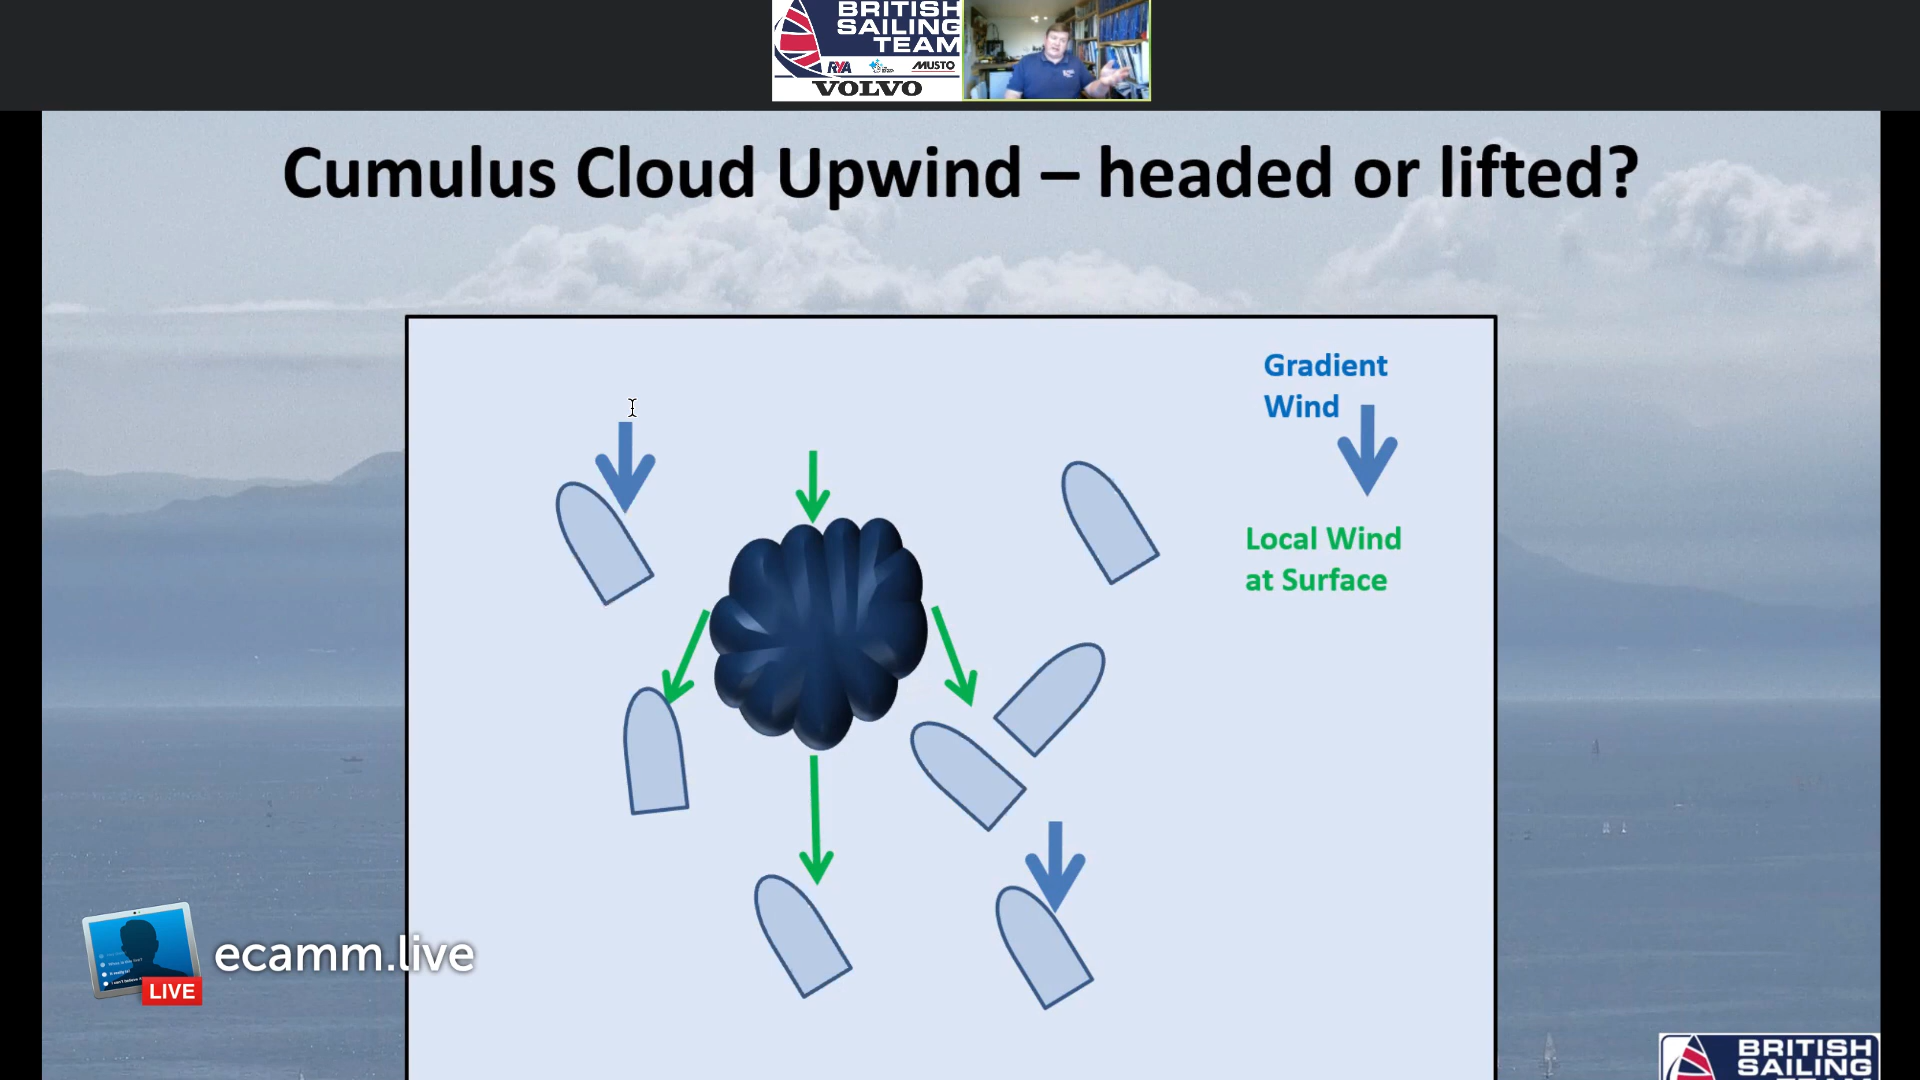 BRITISH
SAILING
TEAM
RYA
MUSTO
VOLVO
Cumulus Cloud Upwind – headed or lifted?
Gradient
Wind
Local Wind
at Surface
ecamm.live
LIVE
BRITISH
SAILING